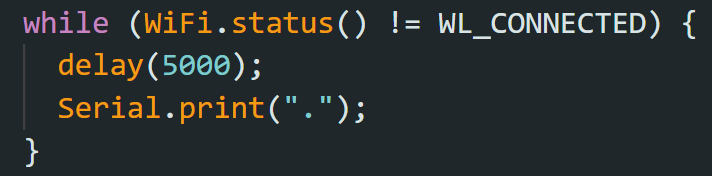 while (WiFi.status() != WL_CONNECTED) {
  delay(5000);
  Serial.print(".");
}